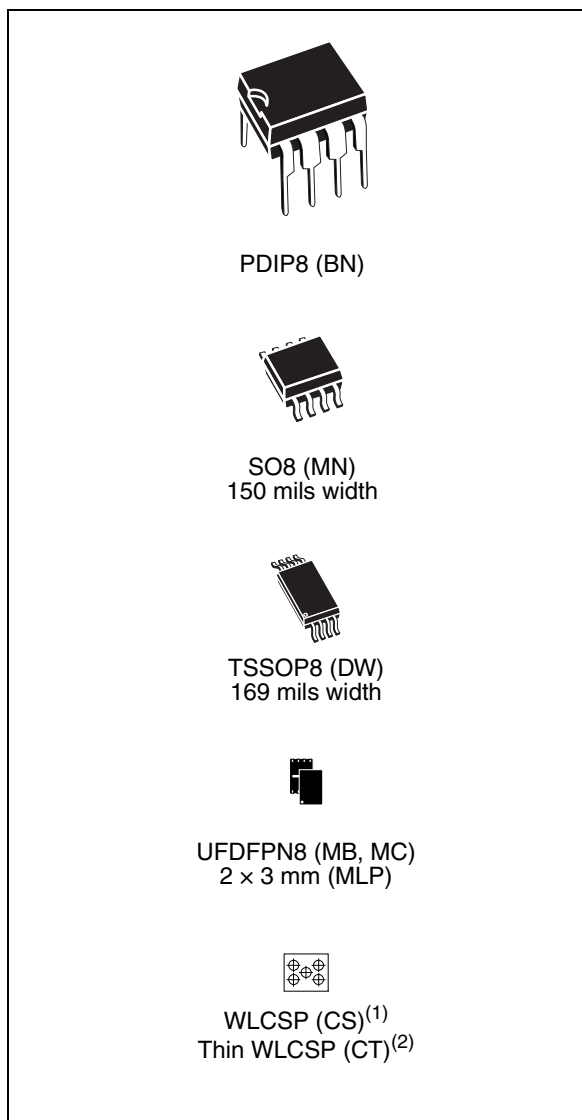 PDIP8 (BN)
SO8 (MN)
150 mils width
TSSOP8 (DW)
169 mils width
UFDFPN8 (MB, MC)
2 × 3 mm (MLP)
WLCSP (CS)(1)
Thin WLCSP (CT)(2)